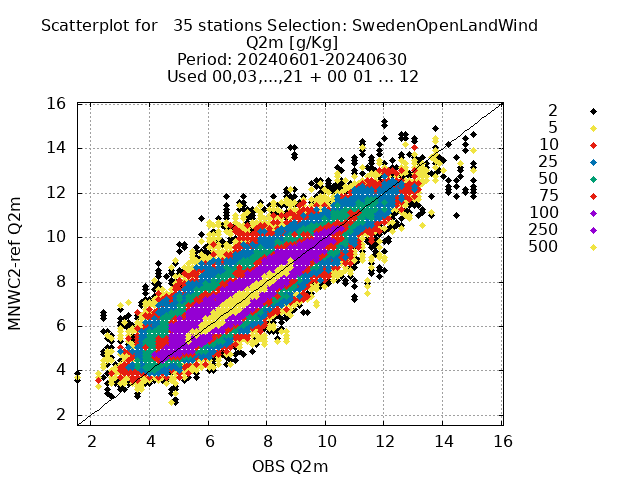 Scatterplot for   35 stations Selection: SwedenOpenLandWind
Q2m [g/Kg]
Period: 20240601-20240630
Used 00,03,...,21 + 00 01 ... 12
16
14
12
10
8
6
4
2
MNWC2-ref Q2m
2 4 6 8 10 12 14 16
OBS Q2m
2
5
10
25
50
75
100
250
500